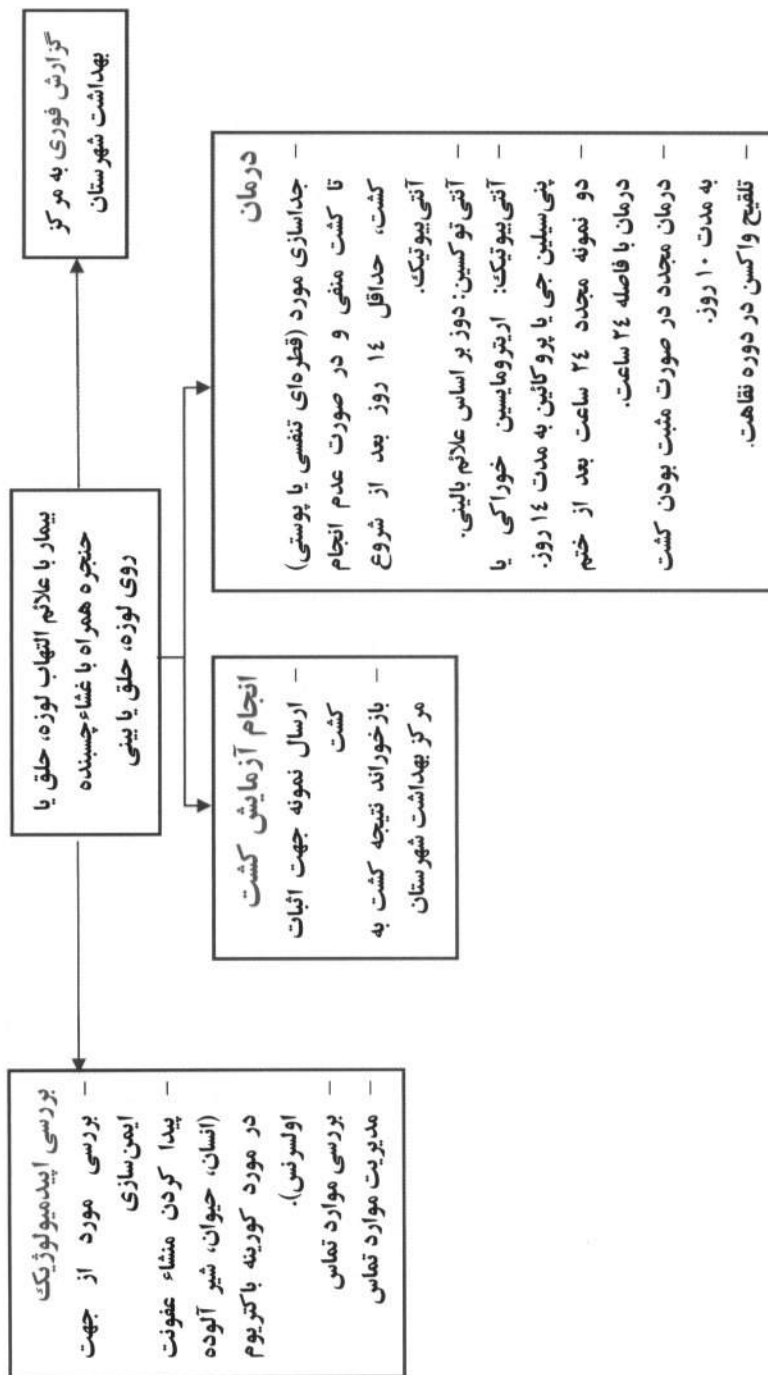 گزارش فوری به مرکز
بهداشت شهرستان
بیمار با علائم التهاب لوزه، حلق یا
حنجره همراه با غشاء چسبنده
روی لوزه، حلق یا بینی
درمان
– جداسازی مورد (قطره‌ای تنفسی یا پوستی)
تا کشت منفی و در صورت عدم انجام
کشت، حداقل ۱۴ روز بعد از شروع
آنتی‌بیوتیک.
– آنتی‌توکسین: دوز بر اساس علائم بالینی.
– آنتی‌بیوتیک: اریترومایسین خوراکی یا
پنی‌سیلین جی یا پروکائین به مدت ۱۴ روز.
– دو نمونه مجدد ۲۴ ساعت بعد از ختم
درمان با فاصله ۲۴ ساعت.
– درمان مجدد در صورت مثبت بودن کشت
به مدت ۱۰ روز.
– تلقیح واکسن در دوره نقاهت.
انجام آزمایش کشت
– ارسال نمونه جهت اثبات
کشت
– بازخوراند نتیجه کشت به
مرکز بهداشت شهرستان
بررسی اپیدمیولوژیک
– بررسی مورد از جهت
ایمن‌سازی
– پیدا کردن منشاء عفونت
(انسان، حیوان، شیر آلوده
در مورد کورینه باکتریوم
اولسرنس).
– بررسی موارد تماس
– مدیریت موارد تماس